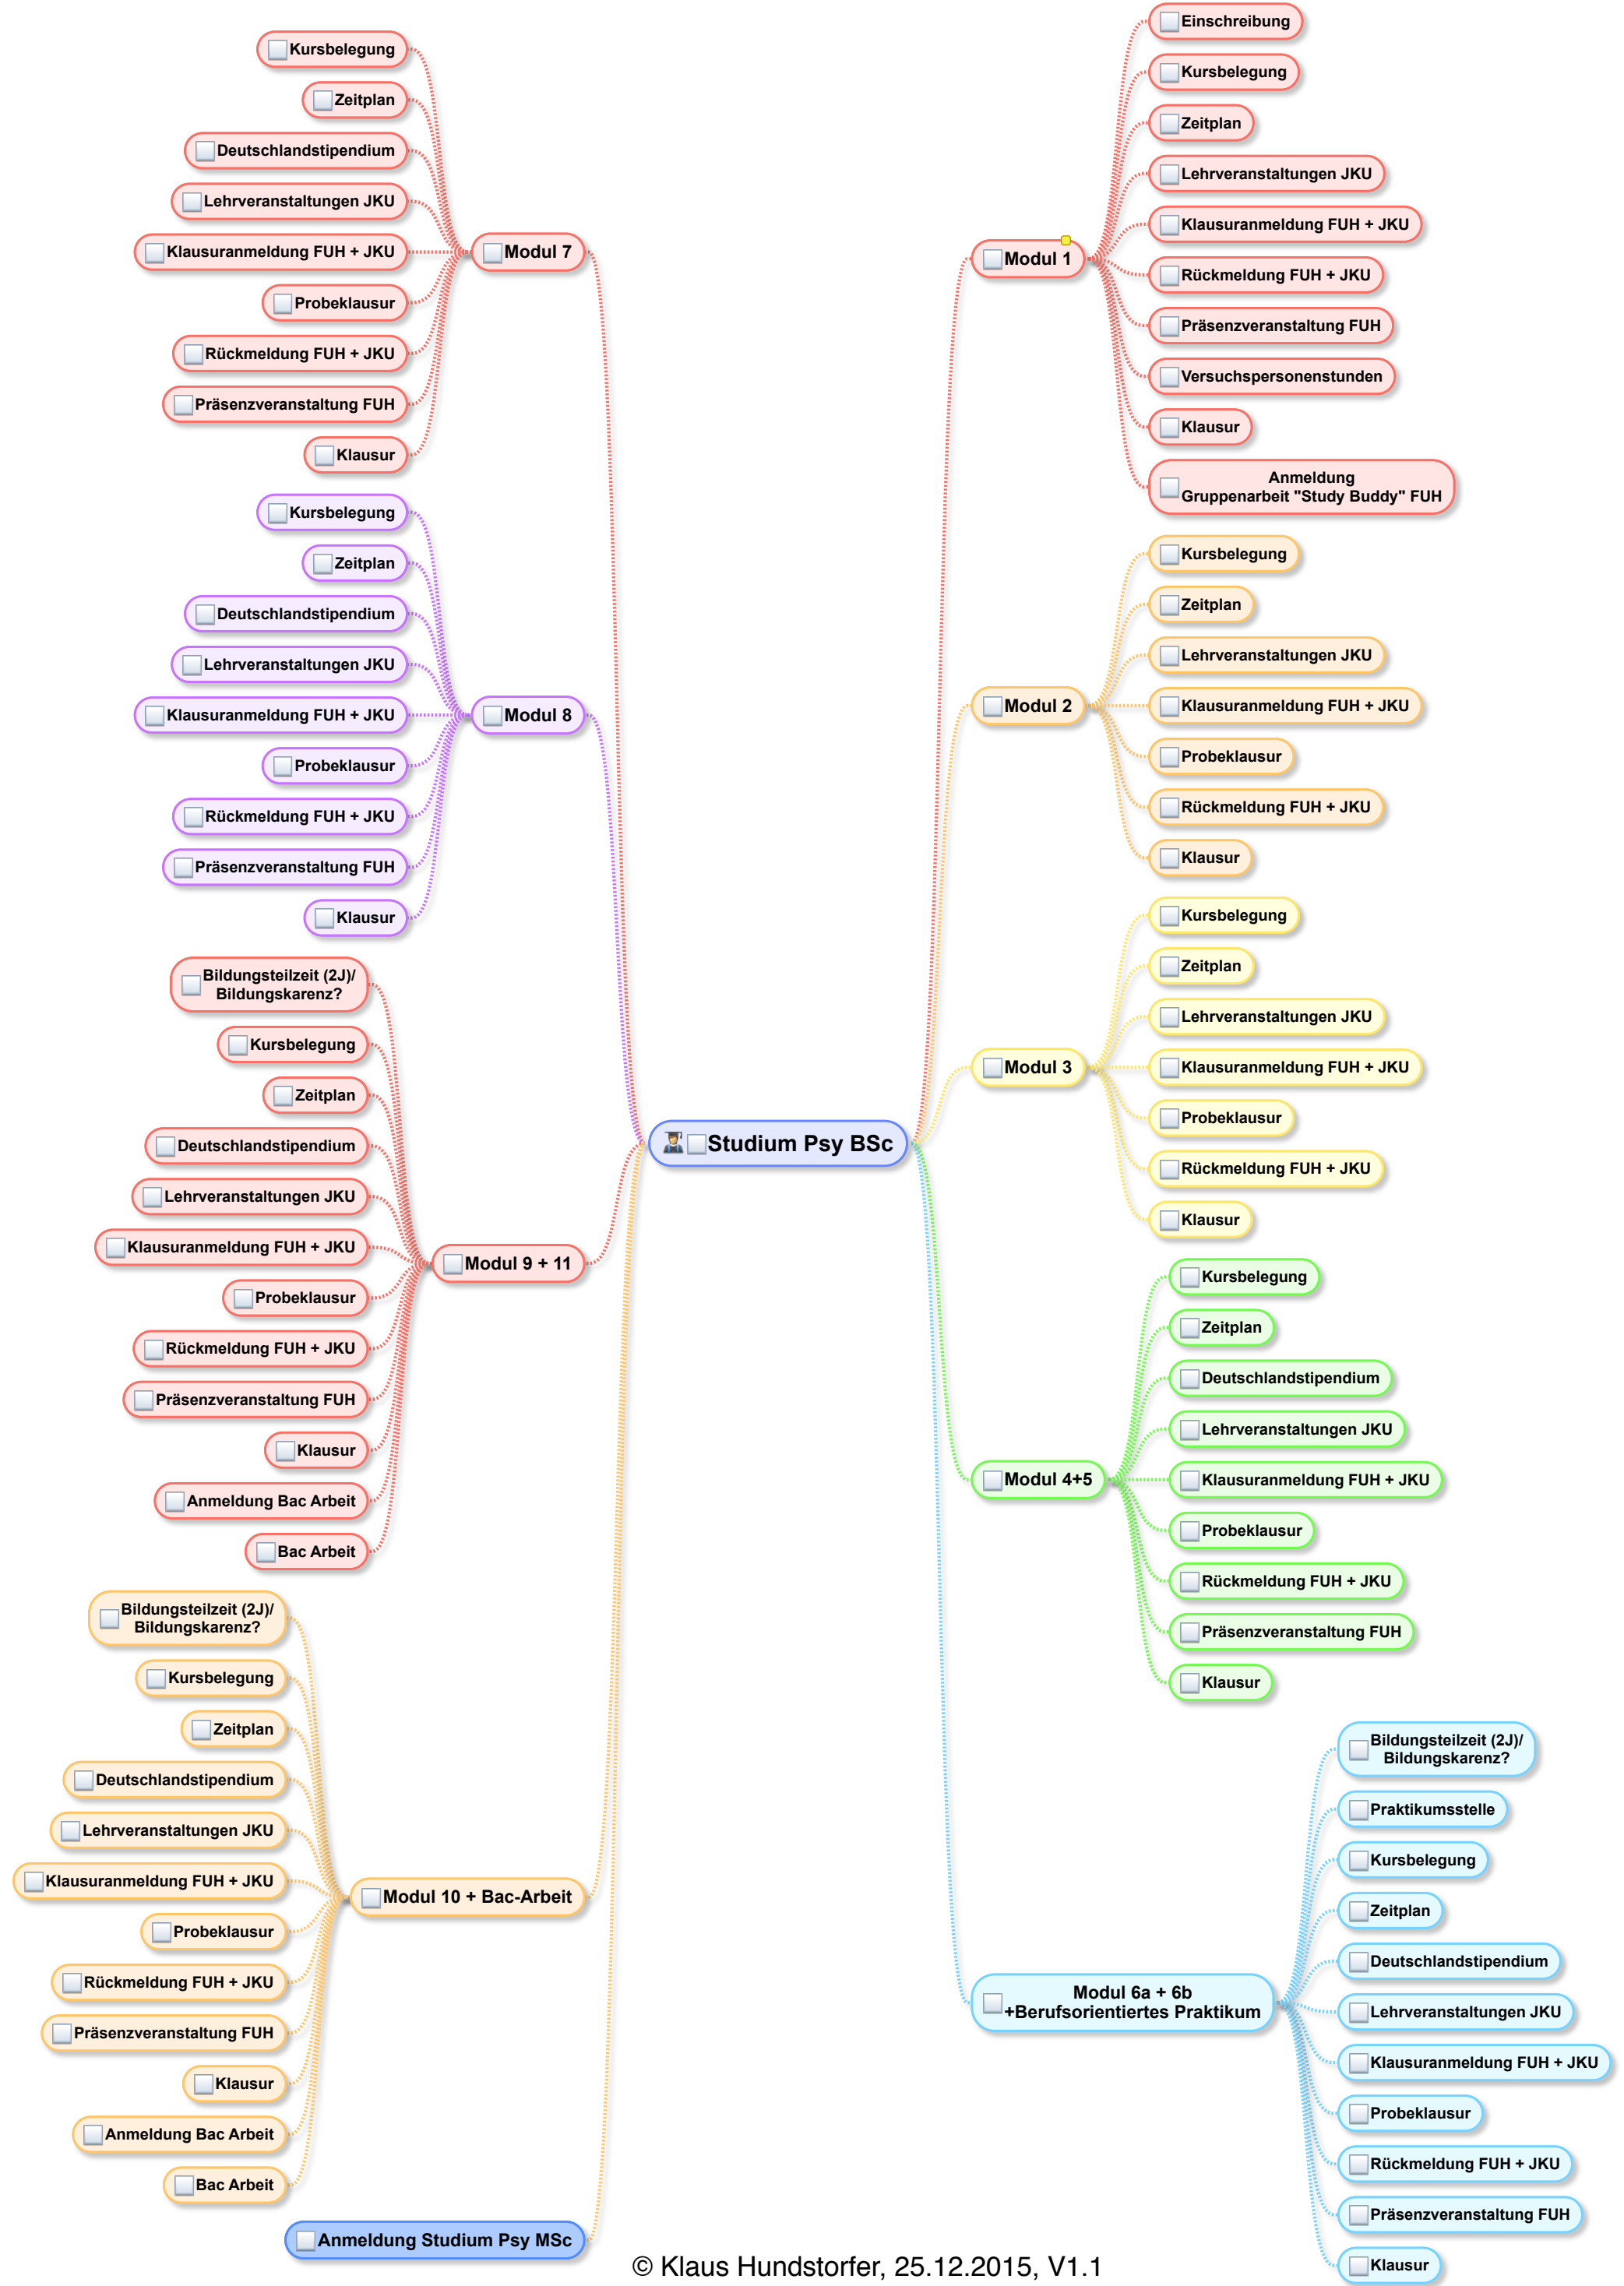 Studium Psy BSc
Modul 1
Einschreibung
Kursbelegung
Zeitplan
Lehrveranstaltungen JKU
Klausuranmeldung FUH + JKU
Rückmeldung FUH + JKU
Präsenzveranstaltung FUH
Versuchspersonenstunden
Klausur
Anmeldung
Gruppenarbeit "Study Buddy" FUH
Modul 2
Kursbelegung
Zeitplan
Lehrveranstaltungen JKU
Klausuranmeldung FUH + JKU
Probeklausur
Rückmeldung FUH + JKU
Klausur
Modul 3
Kursbelegung
Zeitplan
Lehrveranstaltungen JKU
Klausuranmeldung FUH + JKU
Probeklausur
Rückmeldung FUH + JKU
Klausur
Modul 4+5
Kursbelegung
Zeitplan
Deutschlandstipendium
Lehrveranstaltungen JKU
Klausuranmeldung FUH + JKU
Probeklausur
Rückmeldung FUH + JKU
Präsenzveranstaltung FUH
Klausur
Modul 6a + 6b
+Berufsorientiertes Praktikum
Bildungsteilzeit (2J)/
Bildungskarenz?
Praktikumsstelle
Kursbelegung
Zeitplan
Deutschlandstipendium
Lehrveranstaltungen JKU
Klausuranmeldung FUH + JKU
Probeklausur
Rückmeldung FUH + JKU
Präsenzveranstaltung FUH
Klausur
Modul 7
Kursbelegung
Zeitplan
Deutschlandstipendium
Lehrveranstaltungen JKU
Klausuranmeldung FUH + JKU
Probeklausur
Rückmeldung FUH + JKU
Präsenzveranstaltung FUH
Klausur
Modul 8
Kursbelegung
Zeitplan
Deutschlandstipendium
Lehrveranstaltungen JKU
Klausuranmeldung FUH + JKU
Probeklausur
Rückmeldung FUH + JKU
Präsenzveranstaltung FUH
Klausur
Modul 9 + 11
Bildungsteilzeit (2J)/
Bildungskarenz?
Kursbelegung
Zeitplan
Deutschlandstipendium
Lehrveranstaltungen JKU
Klausuranmeldung FUH + JKU
Probeklausur
Rückmeldung FUH + JKU
Präsenzveranstaltung FUH
Klausur
Anmeldung Bac Arbeit
Bac Arbeit
Modul 10 + Bac-Arbeit
Bildungsteilzeit (2J)/
Bildungskarenz?
Kursbelegung
Zeitplan
Deutschlandstipendium
Lehrveranstaltungen JKU
Klausuranmeldung FUH + JKU
Probeklausur
Rückmeldung FUH + JKU
Präsenzveranstaltung FUH
Klausur
Anmeldung Bac Arbeit
Bac Arbeit
Anmeldung Studium Psy MSc
© Klaus Hundstorfer, 25.12.2015, V1.1